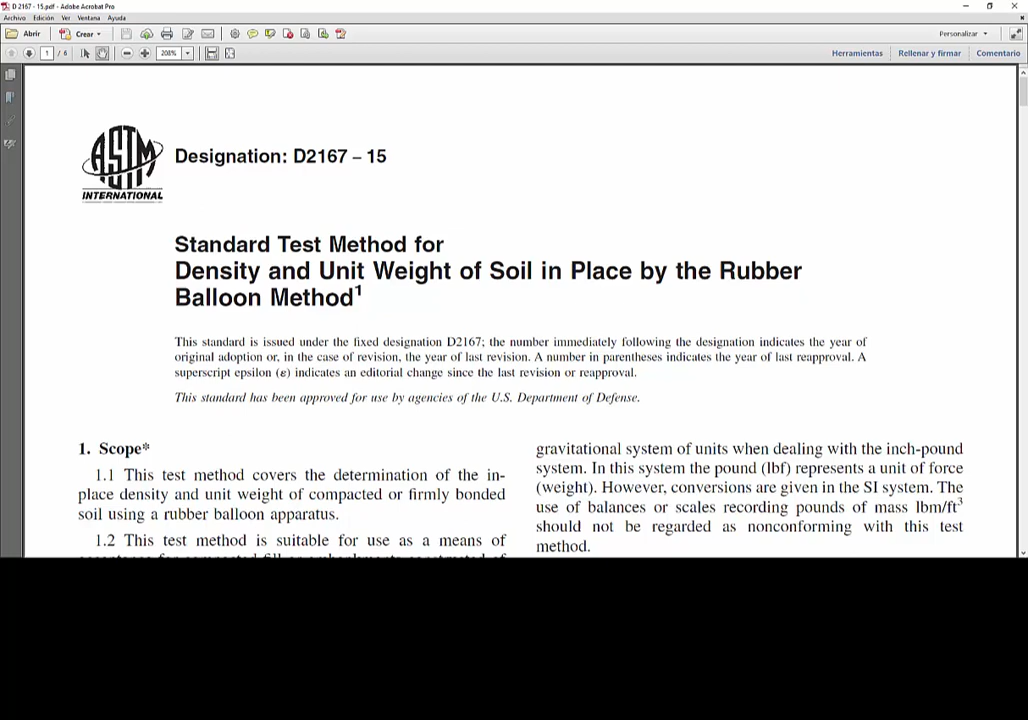 D 2167 - 15.pdf - Adobe Acrobat Pro
Archivo Edición Ver Ventana Ayuda
Abrir Crear Personalizar
1 / 6 208% Herramientas Rellenar y firmar Comentario
ASTM
INTERNATIONAL
Designation: D2167 – 15
Standard Test Method for
Density and Unit Weight of Soil in Place by the Rubber
Balloon Method1
This standard is issued under the fixed designation D2167; the number immediately following the designation indicates the year of
original adoption or, in the case of revision, the year of last revision. A number in parentheses indicates the year of last reapproval. A
superscript epsilon (ε) indicates an editorial change since the last revision or reapproval.
This standard has been approved for use by agencies of the U.S. Department of Defense.
1. Scope*
1.1 This test method covers the determination of the in-
place density and unit weight of compacted or firmly bonded
soil using a rubber balloon apparatus.
1.2 This test method is suitable for use as a means of
gravitational system of units when dealing with the inch-pound
system. In this system the pound (lbf) represents a unit of force
(weight). However, conversions are given in the SI system. The
use of balances or scales recording pounds of mass lbm/ft3
should not be regarded as nonconforming with this test
method.